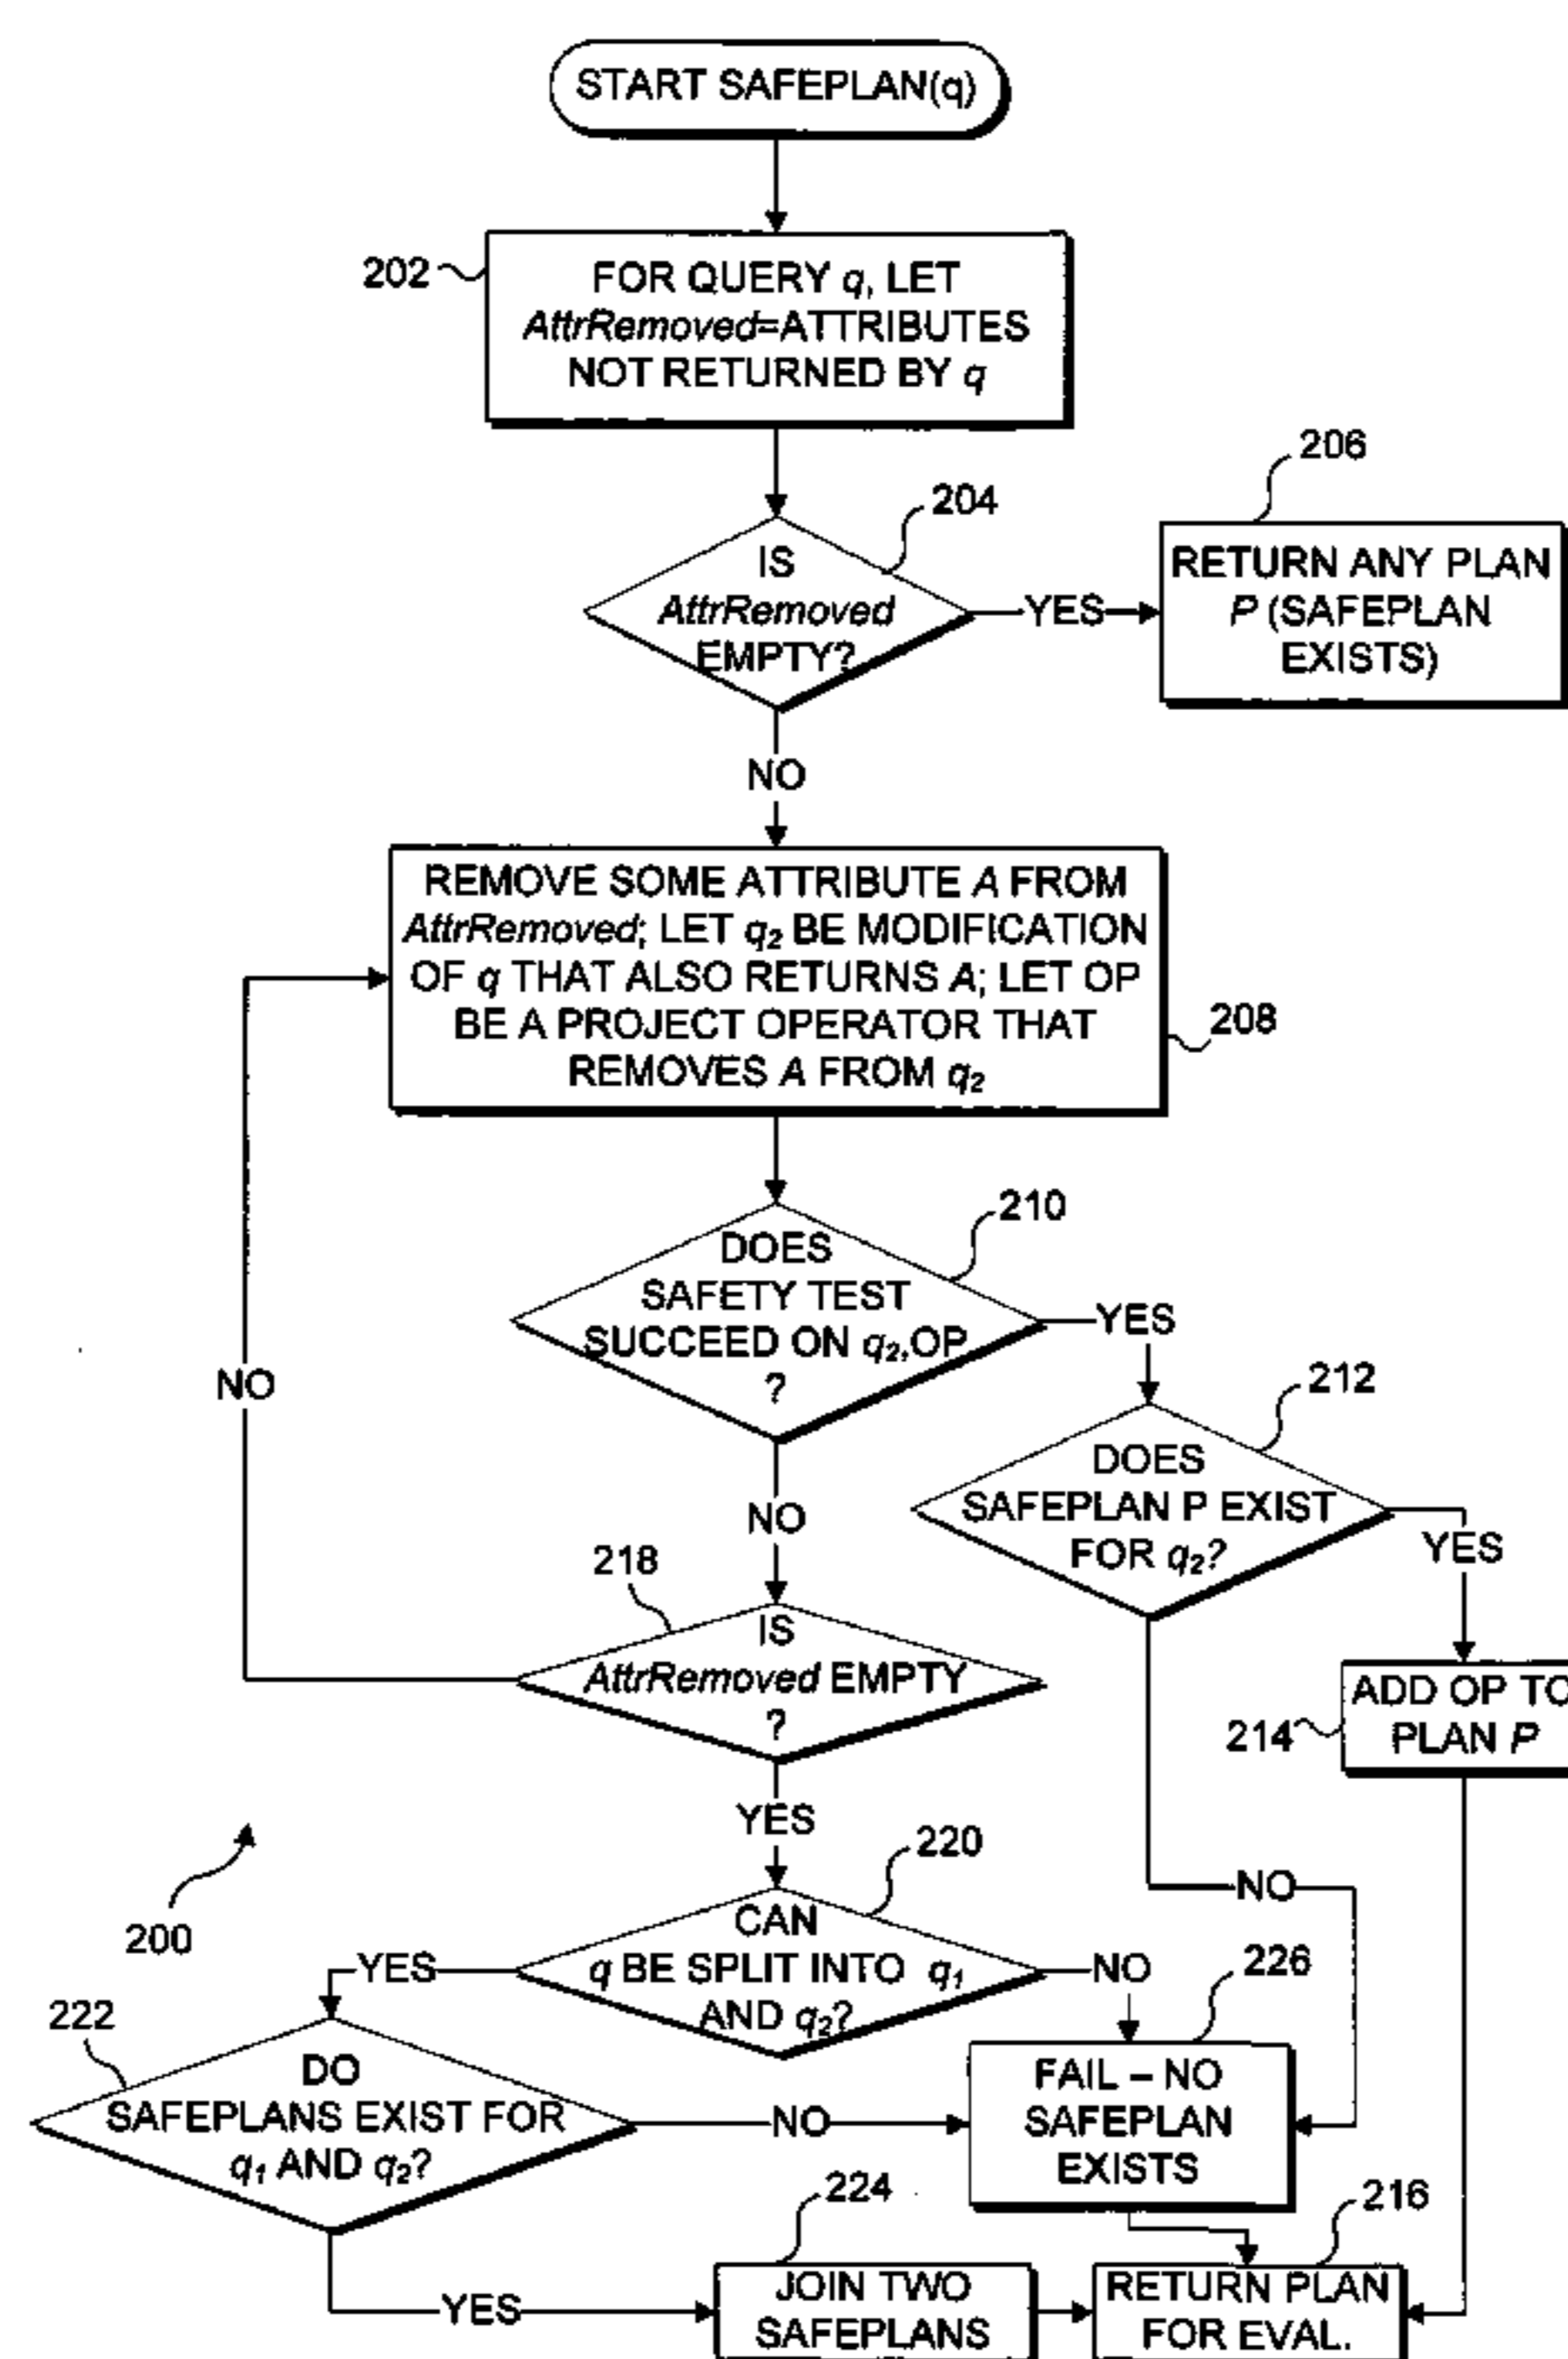 START SAFEPLAN(q)
202
FOR QUERY q, LET
AttrRemoved=ATTRIBUTES
NOT RETURNED BY q
204
IS
AttrRemoved
EMPTY?
YES
206
RETURN ANY PLAN
P (SAFEPLAN
EXISTS)
NO
REMOVE SOME ATTRIBUTE A FROM
AttrRemoved; LET q2 BE MODIFICATION
OF q THAT ALSO RETURNS A; LET OP
BE A PROJECT OPERATOR THAT
REMOVES A FROM q2
208
210
DOES
SAFETY TEST
SUCCEED ON q2,OP
?
YES
NO
212
DOES
SAFEPLAN P EXIST
FOR q2?
YES
NO
218
IS
AttrRemoved EMPTY
?
NO
214
ADD OP TO
PLAN P
YES
200
220
CAN
q BE SPLIT INTO q1
AND q2?
YES
NO
222
DO
SAFEPLANS EXIST FOR
q1 AND q2?
NO
226
FAIL – NO
SAFEPLAN
EXISTS
YES
224
JOIN TWO
SAFEPLANS
216
RETURN PLAN
FOR EVAL.